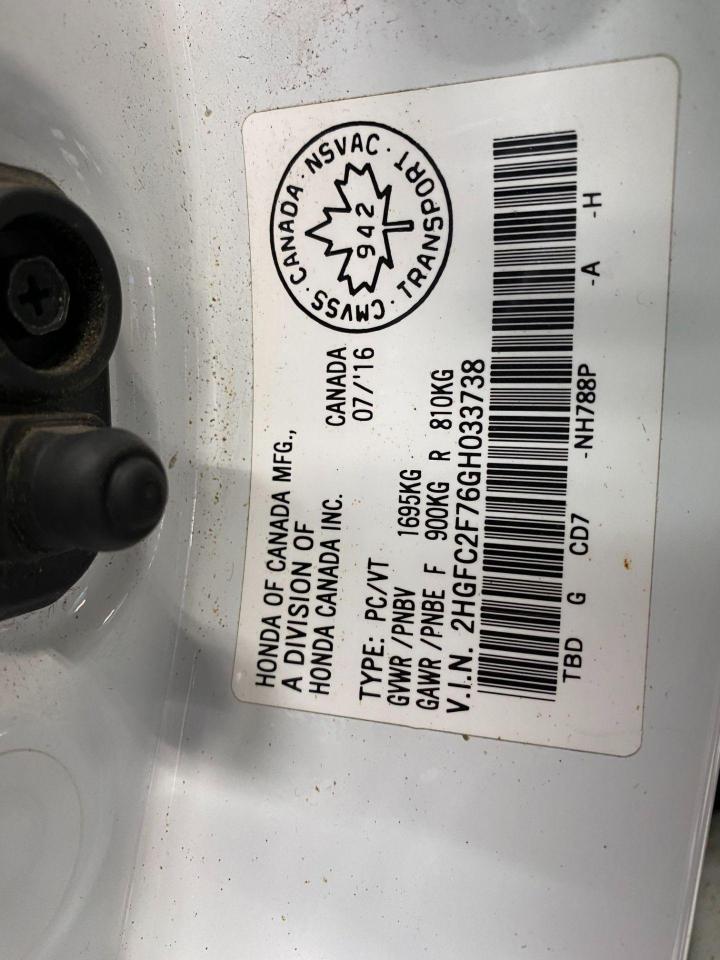 HONDA OF CANADA MFG.,
A DIVISION OF
HONDA CANADA INC.
CANADA
07/'16
CMVSS · CANADA · NSVAC · TRANSPORT
942
TYPE: PC/VT
GVWR/PNBV 1695KG
GAWR/PNBE F 900KG R 810KG
V.I.N. 2HGFC2F76GH033738
TBD G CD7 -NH788P -A -H